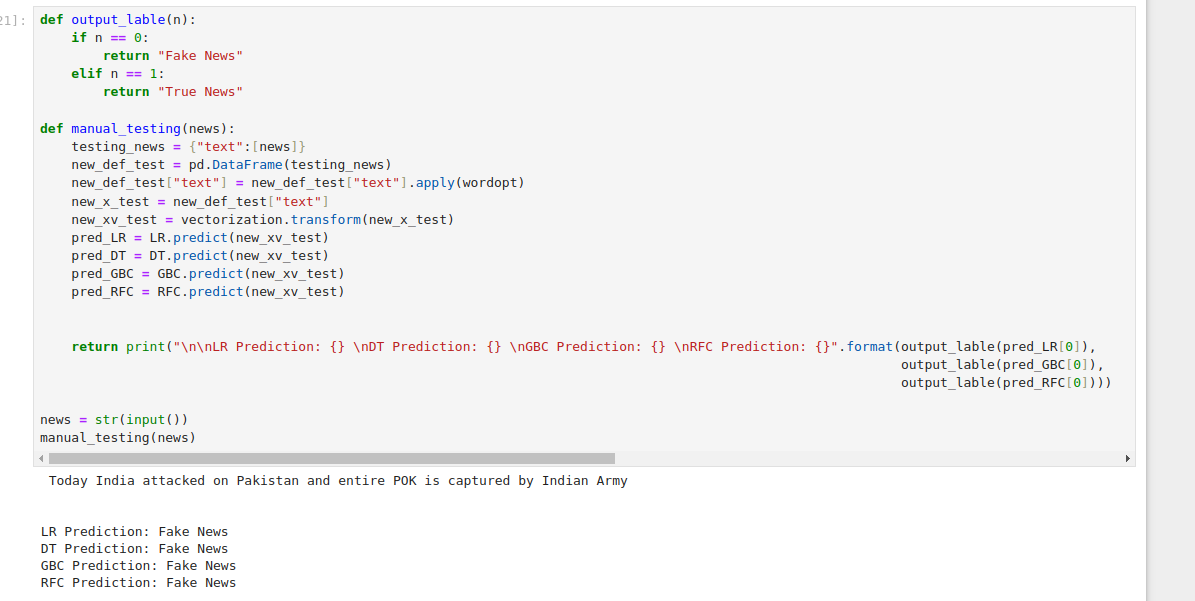 21]:
def output_lable(n):
    if n == 0:
        return "Fake News"
    elif n == 1:
        return "True News"
def manual_testing(news):
    testing_news = {"text":[news]}
    new_def_test = pd.DataFrame(testing_news)
    new_def_test["text"] = new_def_test["text"].apply(wordopt)
    new_x_test = new_def_test["text"]
    new_xv_test = vectorization.transform(new_x_test)
    pred_LR = LR.predict(new_xv_test)
    pred_DT = DT.predict(new_xv_test)
    pred_GBC = GBC.predict(new_xv_test)
    pred_RFC = RFC.predict(new_xv_test)
    return print("\n\nLR Prediction: {} \nDT Prediction: {} \nGBC Prediction: {} \nRFC Prediction: {}".format(output_lable(pred_LR[0]),
                                                                                                              output_lable(pred_GBC[0]),
                                                                                                              output_lable(pred_RFC[0])))
news = str(input())
manual_testing(news)
Today India attacked on Pakistan and entire POK is captured by Indian Army
LR Prediction: Fake News
DT Prediction: Fake News
GBC Prediction: Fake News
RFC Prediction: Fake News